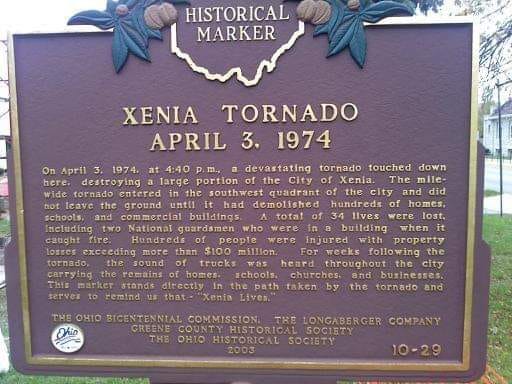 HISTORICAL
MARKER
XENIA TORNADO
APRIL 3, 1974
On April 3, 1974, at 4:40 p.m., a devastating tornado touched down
here, destroying a large portion of the City of Xenia. The mile-
wide tornado entered in the southwest quadrant of the city and did
not leave the ground until it had demolished hundreds of homes,
schools, and commercial buildings. A total of 34 lives were lost,
including two National guardsmen who were in a building when it
caught fire. Hundreds of people were injured with property
losses exceeding more than $100 million. For weeks following the
tornado, the sound of trucks was heard throughout the city
carrying the remains of homes, schools, churches, and businesses.
This marker stands directly in the path taken by the tornado and
serves to remind us that - "Xenia Lives."
THE OHIO BICENTENNIAL COMMISSION, THE LONGABERGER COMPANY
GREENE COUNTY HISTORICAL SOCIETY
THE OHIO HISTORICAL SOCIETY
2003
10-29
Ohio